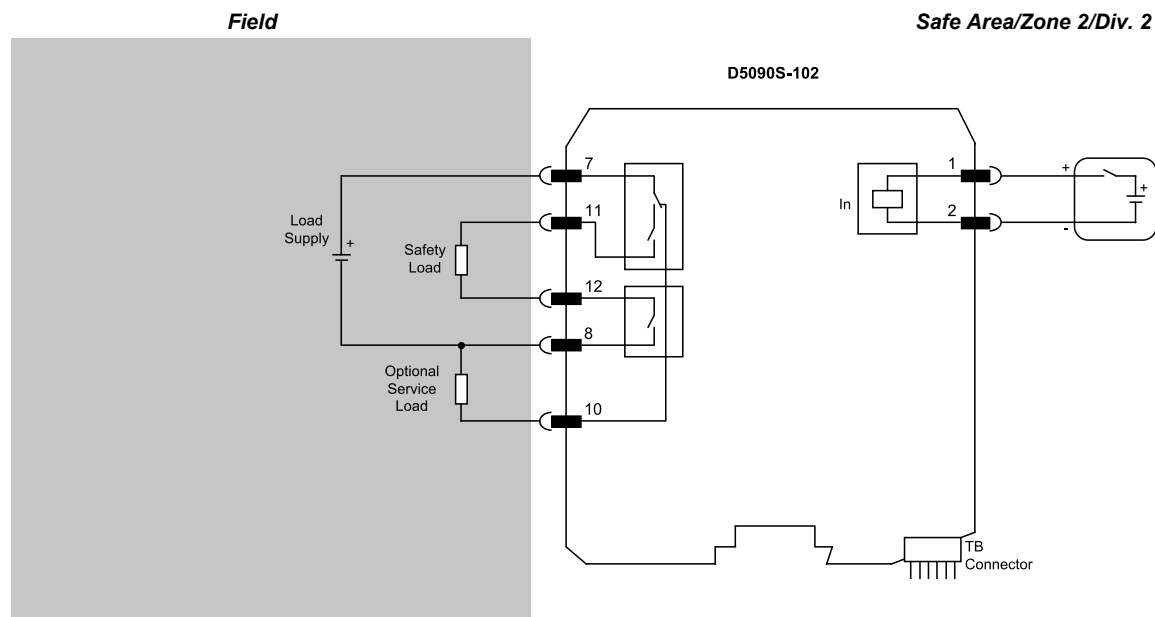 Field
Safe Area/Zone 2/Div. 2
D5090S-102
7
1
+
+
In
11
2
-
Load
Supply
+
Safety
Load
12
8
Optional
Service
Load
10
TB
Connector